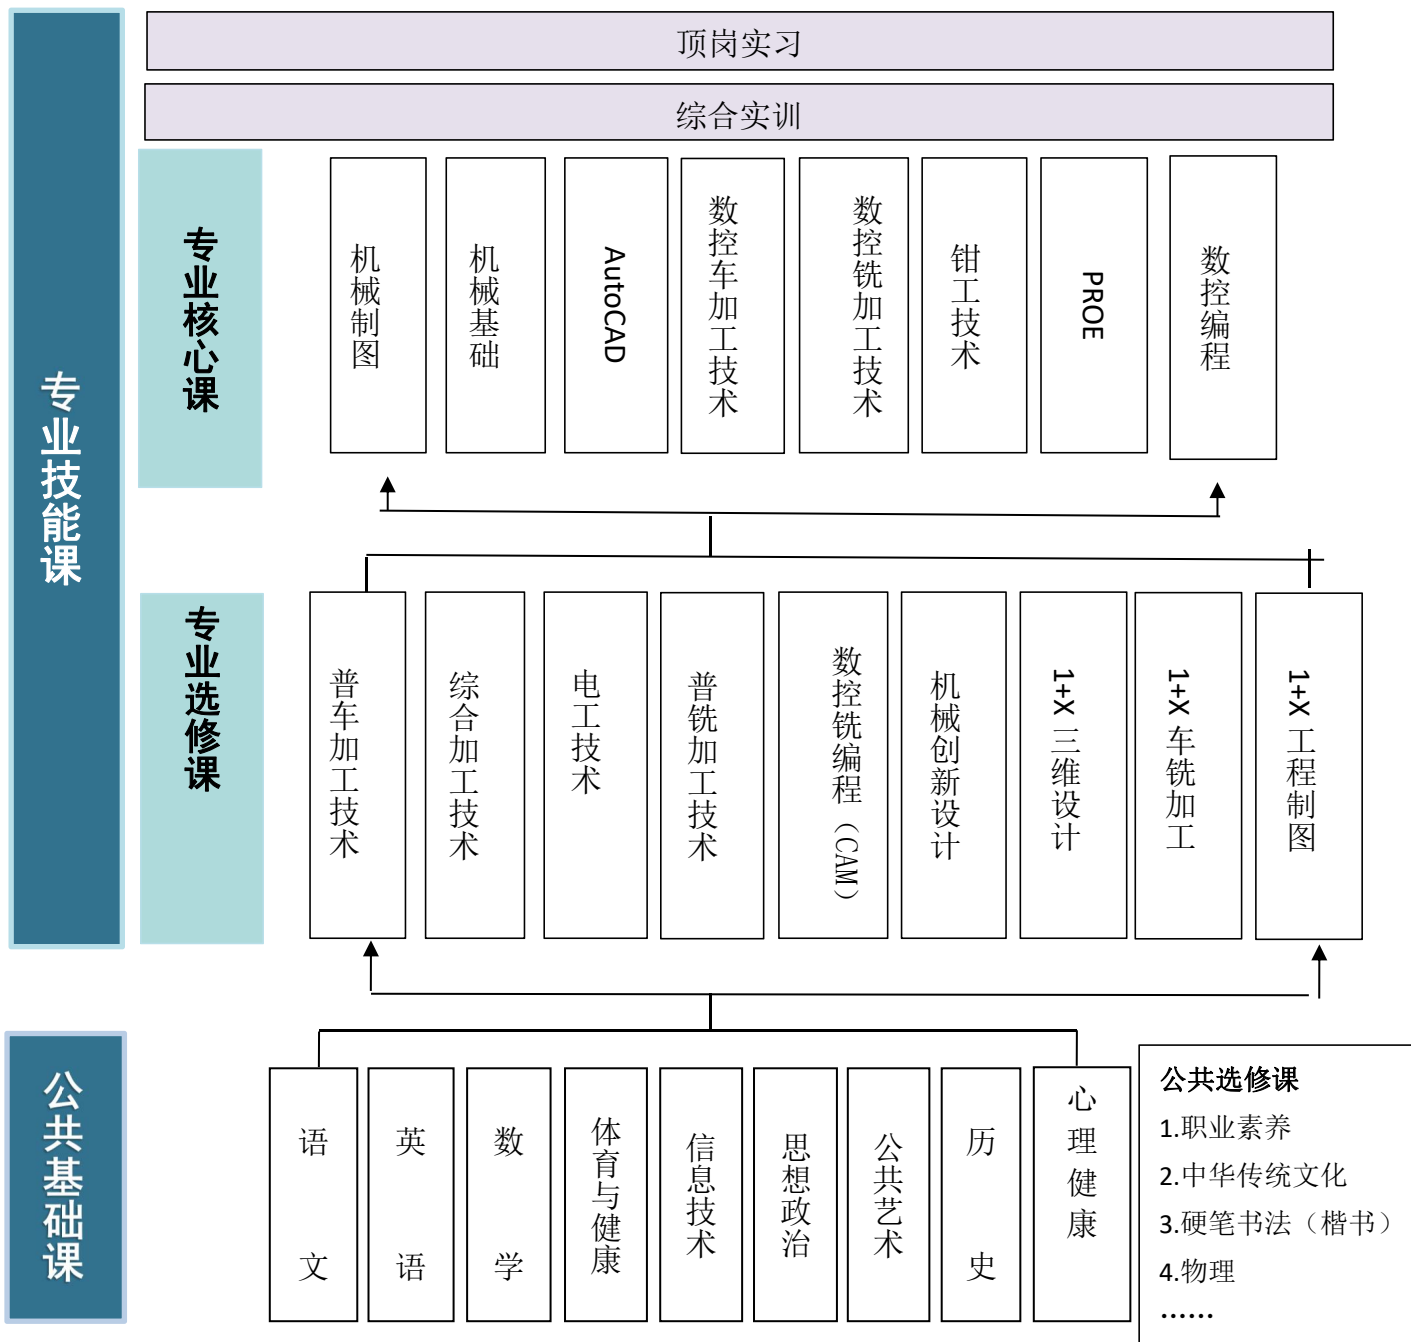 顶岗实习
综合实训
专业技能课
专业核心课
机械制图
机械基础
AutoCAD
数控车加工技术
数控铣加工技术
钳工技术
PROE
数控编程
专业选修课
普车加工技术
综合加工技术
电工技术
普铣加工技术
数控铣编程（CAM）
机械创新设计
1+X 三维设计
1+X 车铣加工
1+X 工程制图
公共基础课
语文
英语
数学
体育与健康
信息技术
思想政治
公共艺术
历史
心理健康
公共选修课
1.职业素养
2.中华传统文化
3.硬笔书法（楷书）
4.物理
……